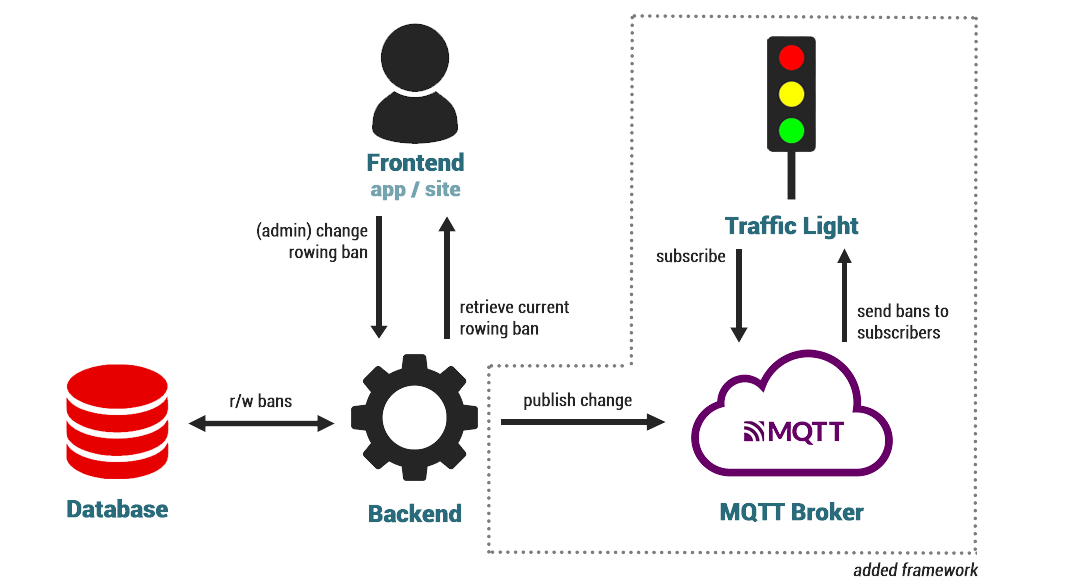 Frontend
app / site
Traffic Light
(admin) change
rowing ban
subscribe
retrieve current
rowing ban
send bans to
subscribers
r/w bans
publish change
MQTT
Database
Backend
MQTT Broker
added framework